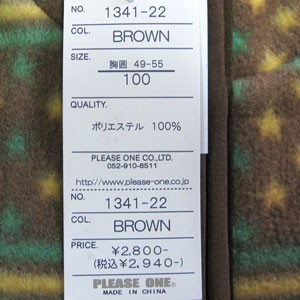 NO. 1341-22
COL. BROWN
SIZE. 胸囲 49-55
100
QUALITY.
ポリエステル 100%
PLEASE ONE CO.,LTD.
052-910-8511
http://www.please-one.co.jp
NO. 1341-22
COL. BROWN
PRICE. ¥2,800-
(税込¥2,940-)
PLEASE ONE.
MADE IN CHINA